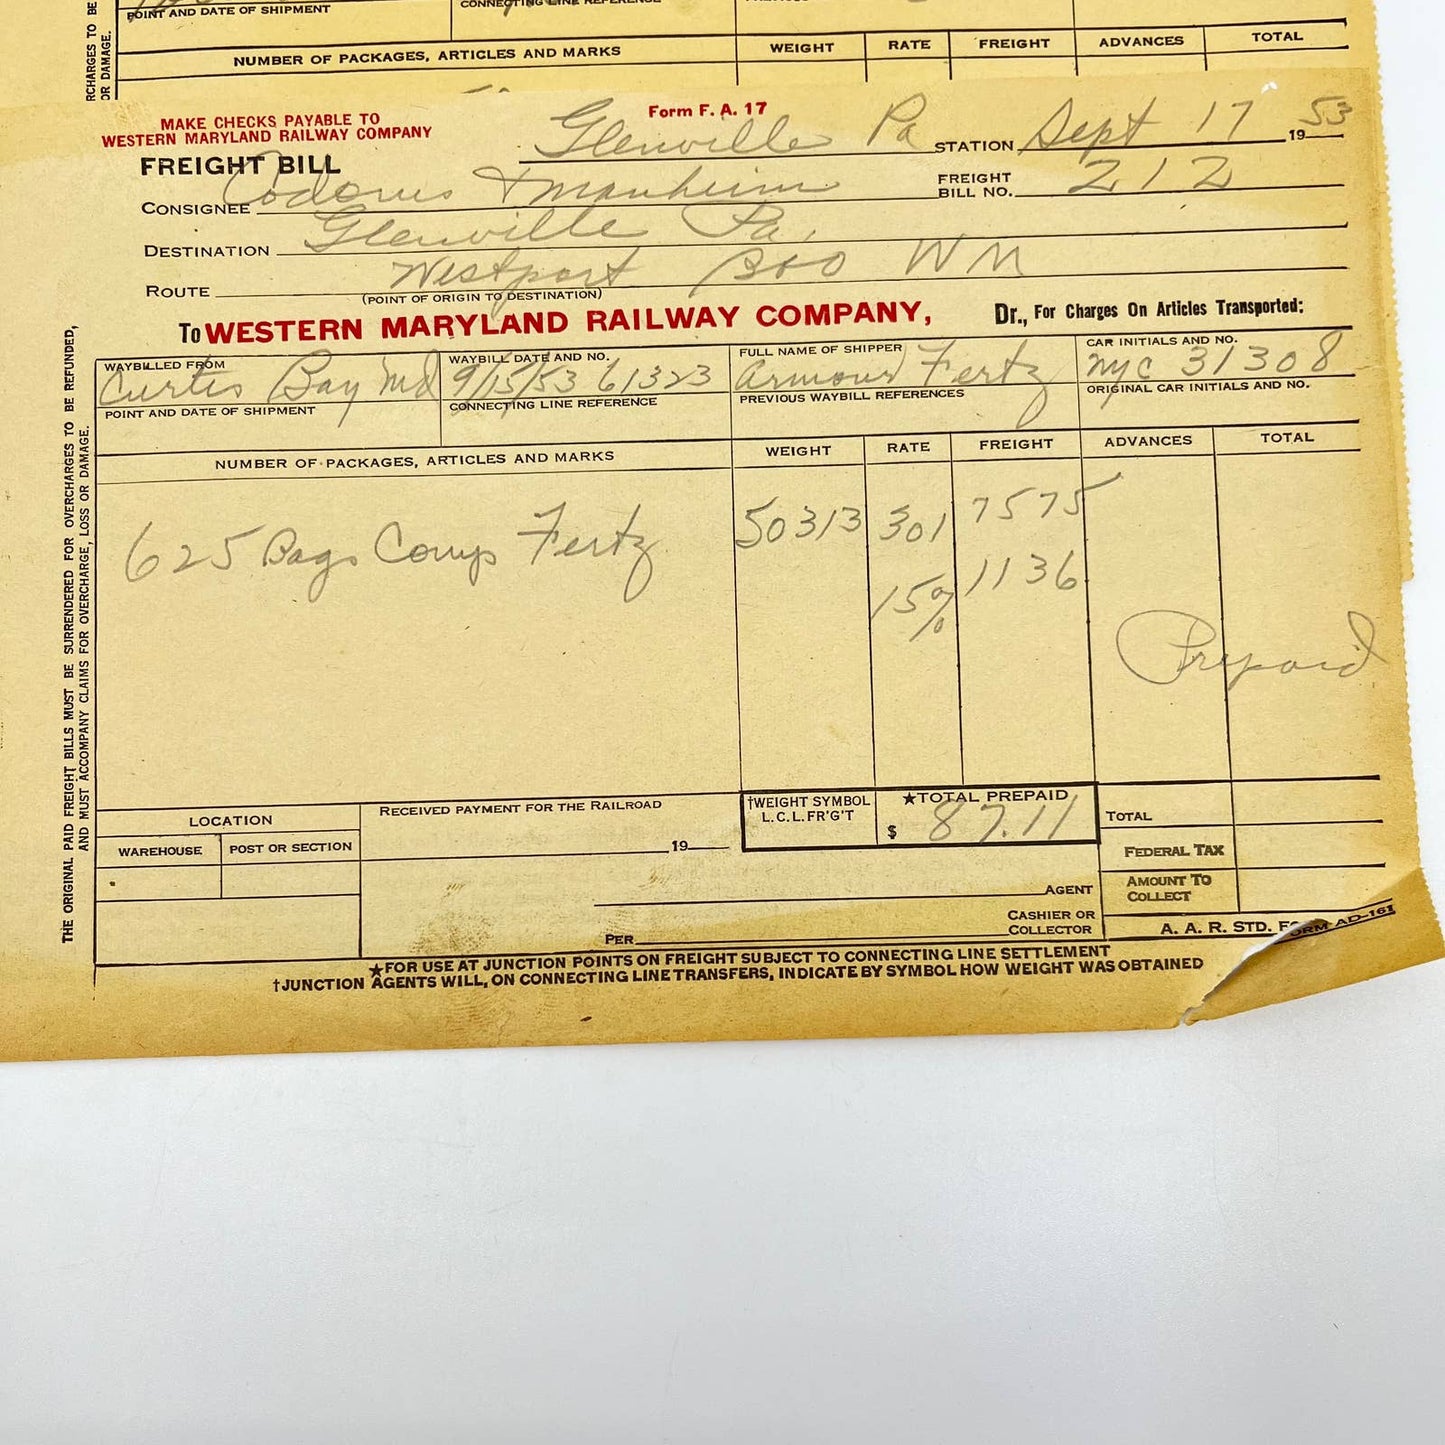 POINT AND DATE OF SHIPMENT
CONNECTING LINE REFERENCE
RCHARGES TO BE
OR DAMAGE.
NUMBER OF PACKAGES, ARTICLES AND MARKS WEIGHT RATE FREIGHT ADVANCES TOTAL
MAKE CHECKS PAYABLE TO
WESTERN MARYLAND RAILWAY COMPANY
Form F. A. 17
FREIGHT BILL
Glenville Pa STATION Sept 17 1953
CONSIGNEE Codorus & Manheim FREIGHT BILL NO. 212
DESTINATION Glenville Pa.
ROUTE Westport B&O WM
(POINT OF ORIGIN TO DESTINATION)
To WESTERN MARYLAND RAILWAY COMPANY, Dr., For Charges On Articles Transported:
WAYBILLED FROM WAYBILL DATE AND NO. FULL NAME OF SHIPPER CAR INITIALS AND NO.
Curtis Bay Md 9/15/53 61323 Armour Fertz NYC 31308
POINT AND DATE OF SHIPMENT CONNECTING LINE REFERENCE PREVIOUS WAYBILL REFERENCES ORIGINAL CAR INITIALS AND NO.
NUMBER OF PACKAGES, ARTICLES AND MARKS WEIGHT RATE FREIGHT ADVANCES TOTAL
625 Bags Comp Fertz 50313 301 7575
15% 1136
Prepaid
THE ORIGINAL PAID FREIGHT BILLS MUST BE SURRENDERED FOR OVERCHARGES TO BE REFUNDED,
AND MUST ACCOMPANY CLAIMS FOR OVERCHARGE, LOSS OR DAMAGE.
LOCATION
WAREHOUSE POST OR SECTION
RECEIVED PAYMENT FOR THE RAILROAD
19
AGENT
CASHIER OR
COLLECTOR
PER
†WEIGHT SYMBOL
L.C.L. FR'G'T
★TOTAL PREPAID
$ 87.11
TOTAL
FEDERAL TAX
AMOUNT TO
COLLECT
A. A. R. STD. FORM AD-161
★FOR USE AT JUNCTION POINTS ON FREIGHT SUBJECT TO CONNECTING LINE SETTLEMENT
†JUNCTION AGENTS WILL, ON CONNECTING LINE TRANSFERS, INDICATE BY SYMBOL HOW WEIGHT WAS OBTAINED